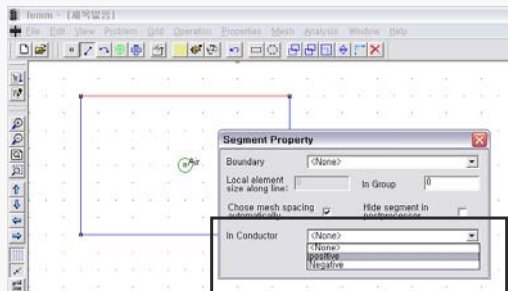 femm - [제목없음]
File Edit View Problem Grid Operation Properties Mesh Analysis Window Help
Air
Segment Property
Boundary <None>
Local element
size along line: 0 In Group 0
Chose mesh spacing
automatically
Hide segment in
postprocessor
In Conductor <None>
<None>
positive
Negative